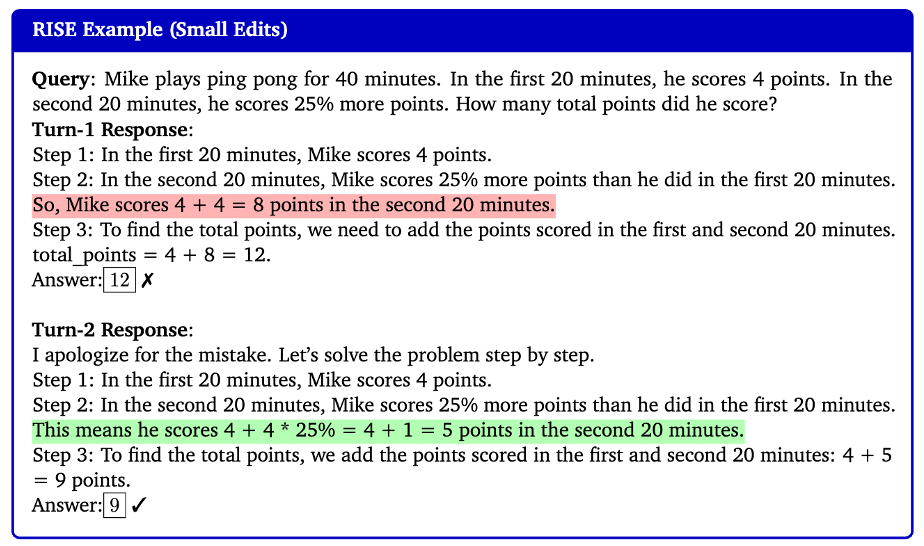 RISE Example (Small Edits)
Query: Mike plays ping pong for 40 minutes. In the first 20 minutes, he scores 4 points. In the
second 20 minutes, he scores 25% more points. How many total points did he score?
Turn-1 Response:
Step 1: In the first 20 minutes, Mike scores 4 points.
Step 2: In the second 20 minutes, Mike scores 25% more points than he did in the first 20 minutes.
So, Mike scores 4 + 4 = 8 points in the second 20 minutes.
Step 3: To find the total points, we need to add the points scored in the first and second 20 minutes.
total_points = 4 + 8 = 12.
Answer: 12 ✗
Turn-2 Response:
I apologize for the mistake. Let's solve the problem step by step.
Step 1: In the first 20 minutes, Mike scores 4 points.
Step 2: In the second 20 minutes, Mike scores 25% more points than he did in the first 20 minutes.
This means he scores 4 + 4 * 25% = 4 + 1 = 5 points in the second 20 minutes.
Step 3: To find the total points, we add the points scored in the first and second 20 minutes: 4 + 5
= 9 points.
Answer: 9 ✓